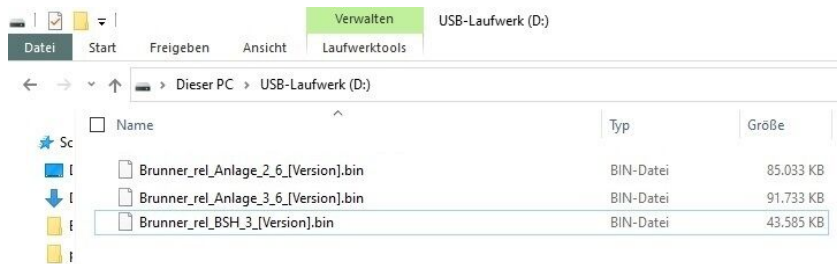 Verwalten USB-Laufwerk (D:)
Datei Start Freigeben Ansicht Laufwerktools
Dieser PC > USB-Laufwerk (D:)
Name Typ Größe
Sc
Brunner_rel_Anlage_2_6_[Version].bin BIN-Datei 85.033 KB
Brunner_rel_Anlage_3_6_[Version].bin BIN-Datei 91.733 KB
Brunner_rel_BSH_3_[Version].bin BIN-Datei 43.585 KB